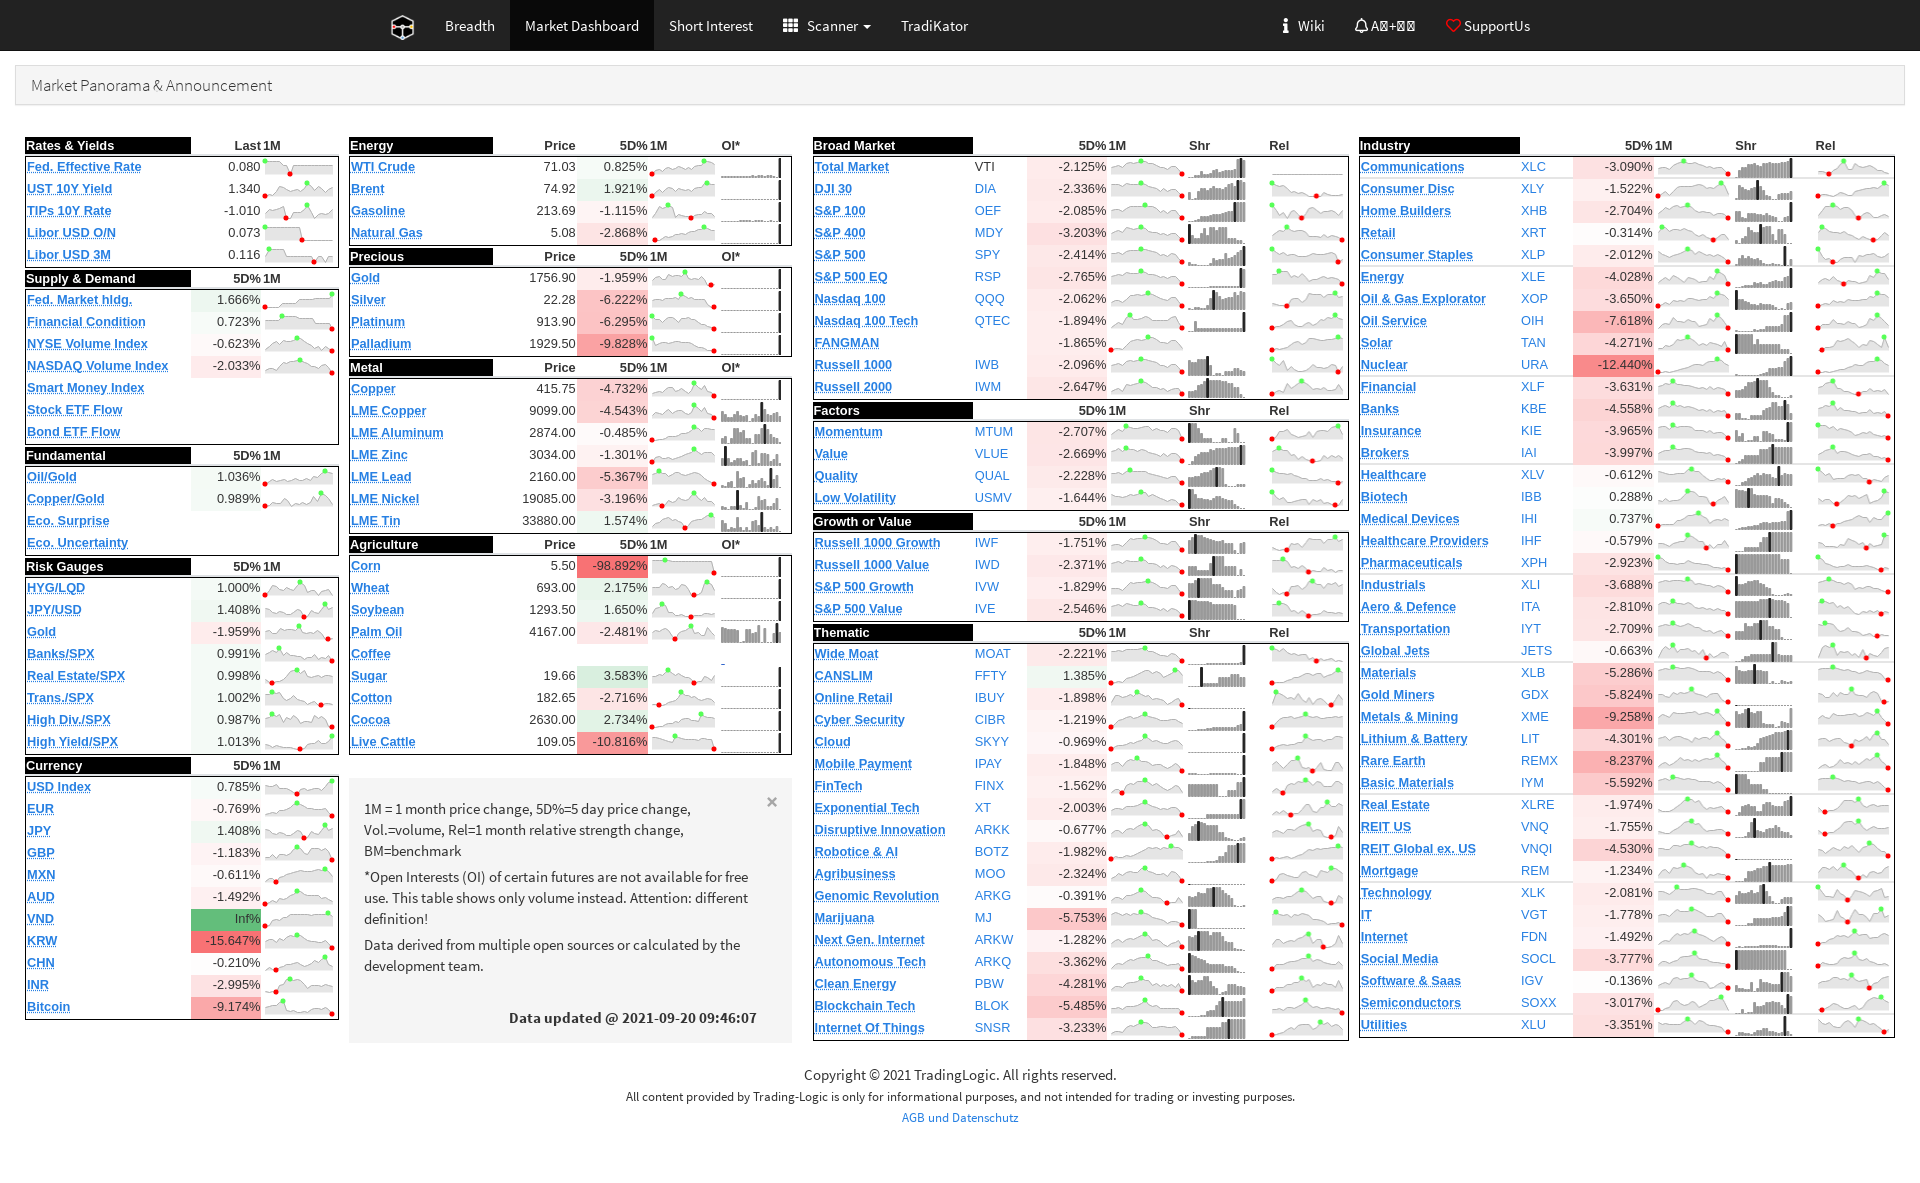 Breadth Market Dashboard Short Interest Scanner TradiKator Wiki SupportUs
Market Panorama & Announcement
Rates & Yields Last 1M
Fed. Effective Rate 0.080
UST 10Y Yield 1.340
TIPs 10Y Rate -1.010
Libor USD O/N 0.073
Libor USD 3M 0.116
Supply & Demand 5D% 1M
Fed. Market hldg. 1.666%
Financial Condition 0.723%
NYSE Volume Index -0.623%
NASDAQ Volume Index -2.033%
Smart Money Index
Stock ETF Flow
Bond ETF Flow
Fundamental 5D% 1M
Oil/Gold 1.036%
Copper/Gold 0.989%
Eco. Surprise
Eco. Uncertainty
Risk Gauges 5D% 1M
HYG/LQD 1.000%
JPY/USD 1.408%
Gold -1.959%
Banks/SPX 0.991%
Real Estate/SPX 0.998%
Trans./SPX 1.002%
High Div./SPX 0.987%
High Yield/SPX 1.013%
Currency 5D% 1M
USD Index 0.785%
EUR -0.769%
JPY 1.408%
GBP -1.183%
MXN -0.611%
AUD -1.492%
VND Inf%
KRW -15.647%
CHN -0.210%
INR -2.995%
Bitcoin -9.174%
Energy Price 5D% 1M OI*
WTI Crude 71.03 0.825%
Brent 74.92 1.921%
Gasoline 213.69 -1.115%
Natural Gas 5.08 -2.868%
Precious Price 5D% 1M OI*
Gold 1756.90 -1.959%
Silver 22.28 -6.222%
Platinum 913.90 -6.295%
Palladium 1929.50 -9.828%
Metal Price 5D% 1M OI*
Copper 415.75 -4.732%
LME Copper 9099.00 -4.543%
LME Aluminum 2874.00 -0.485%
LME Zinc 3034.00 -1.301%
LME Lead 2160.00 -5.367%
LME Nickel 19085.00 -3.196%
LME Tin 33880.00 1.574%
Agriculture Price 5D% 1M OI*
Corn 5.50 -98.892%
Wheat 693.00 2.175%
Soybean 1293.50 1.650%
Palm Oil 4167.00 -2.481%
Coffee
Sugar 19.66 3.583%
Cotton 182.65 -2.716%
Cocoa 2630.00 2.734%
Live Cattle 109.05 -10.816%
×
1M = 1 month price change, 5D%=5 day price change,
Vol.=volume, Rel=1 month relative strength change,
BM=benchmark
*Open Interests (OI) of certain futures are not available for free
use. This table shows only volume instead. Attention: different
definition!
Data derived from multiple open sources or calculated by the
development team.
Data updated @ 2021-09-20 09:46:07
Broad Market 5D% 1M Shr Rel
Total Market VTI -2.125%
DJI 30 DIA -2.336%
S&P 100 OEF -2.085%
S&P 400 MDY -3.203%
S&P 500 SPY -2.414%
S&P 500 EQ RSP -2.765%
Nasdaq 100 QQQ -2.062%
Nasdaq 100 Tech QTEC -1.894%
FANGMAN -1.865%
Russell 1000 IWB -2.096%
Russell 2000 IWM -2.647%
Factors 5D% 1M Shr Rel
Momentum MTUM -2.707%
Value VLUE -2.669%
Quality QUAL -2.228%
Low Volatility USMV -1.644%
Growth or Value 5D% 1M Shr Rel
Russell 1000 Growth IWF -1.751%
Russell 1000 Value IWD -2.371%
S&P 500 Growth IVW -1.829%
S&P 500 Value IVE -2.546%
Thematic 5D% 1M Shr Rel
Wide Moat MOAT -2.221%
CANSLIM FFTY 1.385%
Online Retail IBUY -1.898%
Cyber Security CIBR -1.219%
Cloud SKYY -0.969%
Mobile Payment IPAY -1.848%
FinTech FINX -1.562%
Exponential Tech XT -2.003%
Disruptive Innovation ARKK -0.677%
Robotice & AI BOTZ -1.982%
Agribusiness MOO -2.324%
Genomic Revolution ARKG -0.391%
Marijuana MJ -5.753%
Next Gen. Internet ARKW -1.282%
Autonomous Tech ARKQ -3.362%
Clean Energy PBW -4.281%
Blockchain Tech BLOK -5.485%
Internet Of Things SNSR -3.233%
Industry 5D% 1M Shr Rel
Communications XLC -3.090%
Consumer Disc XLY -1.522%
Home Builders XHB -2.704%
Retail XRT -0.314%
Consumer Staples XLP -2.012%
Energy XLE -4.028%
Oil & Gas Explorator XOP -3.650%
Oil Service OIH -7.618%
Solar TAN -4.271%
Nuclear URA -12.440%
Financial XLF -3.631%
Banks KBE -4.558%
Insurance KIE -3.965%
Brokers IAI -3.997%
Healthcare XLV -0.612%
Biotech IBB 0.288%
Medical Devices IHI 0.737%
Healthcare Providers IHF -0.579%
Pharmaceuticals XPH -2.923%
Industrials XLI -3.688%
Aero & Defence ITA -2.810%
Transportation IYT -2.709%
Global Jets JETS -0.663%
Materials XLB -5.286%
Gold Miners GDX -5.824%
Metals & Mining XME -9.258%
Lithium & Battery LIT -4.301%
Rare Earth REMX -8.237%
Basic Materials IYM -5.592%
Real Estate XLRE -1.974%
REIT US VNQ -1.755%
REIT Global ex. US VNQI -4.530%
Mortgage REM -1.234%
Technology XLK -2.081%
IT VGT -1.778%
Internet FDN -1.492%
Social Media SOCL -3.777%
Software & Saas IGV -0.136%
Semiconductors SOXX -3.017%
Utilities XLU -3.351%
Copyright © 2021 TradingLogic. All rights reserved.
All content provided by Trading-Logic is only for informational purposes, and not intended for trading or investing purposes.
AGB und Datenschutz